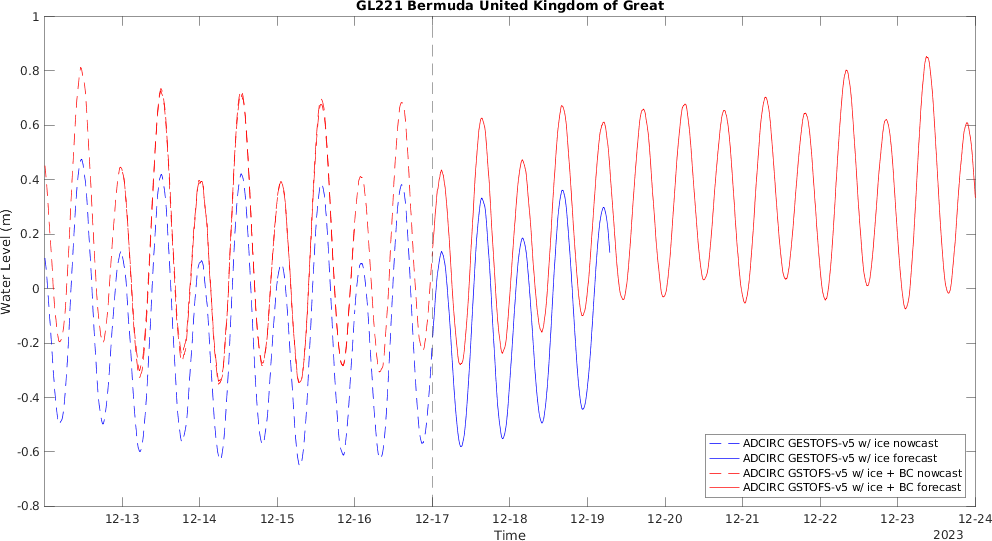 GL221 Bermuda United Kingdom of Great
1
0.8
0.6
0.4
0.2
0
-0.2
-0.4
-0.6
-0.8
Water Level (m)
ADCIRC GESTOFS-v5 w/ ice nowcast
ADCIRC GESTOFS-v5 w/ ice forecast
ADCIRC GSTOFS-v5 w/ ice + BC nowcast
ADCIRC GSTOFS-v5 w/ ice + BC forecast
12-13 12-14 12-15 12-16 12-17 12-18 12-19 12-20 12-21 12-22 12-23 12-24
Time
2023